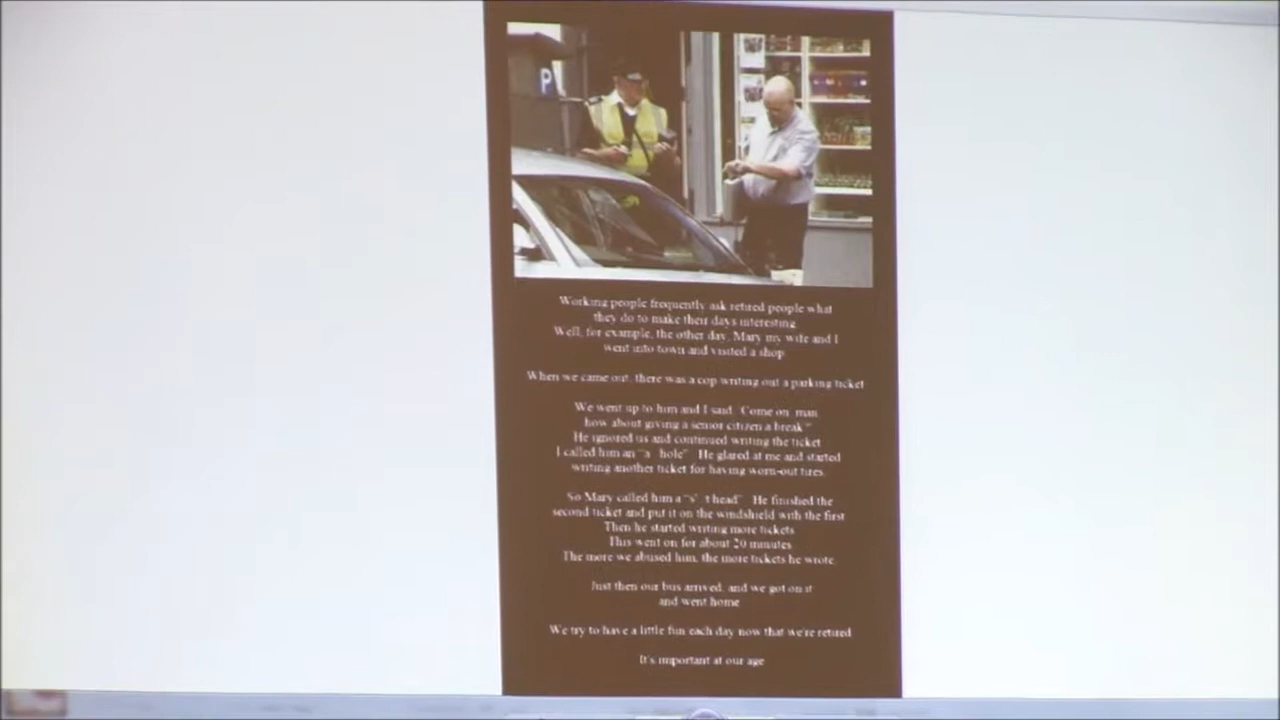 P
Working people frequently ask retired people what
they do to make their days interesting.
Well, for example, the other day, Mary my wife and I
went into town and visited a shop.
When we came out, there was a cop writing out a parking ticket.
We went up to him and I said, "Come on, man,
how about giving a senior citizen a break?"
He ignored us and continued writing the ticket.
I called him an "a hole". He glared at me and started
writing another ticket for having worn-out tires.
So Mary called him a "s' t head". He finished the
second ticket and put it on the windshield with the first.
Then he started writing more tickets.
This went on for about 20 minutes.
The more we abused him, the more tickets he wrote.
Just then our bus arrived, and we got on it
and went home.
We try to have a little fun each day now that we're retired.
It's important at our age.